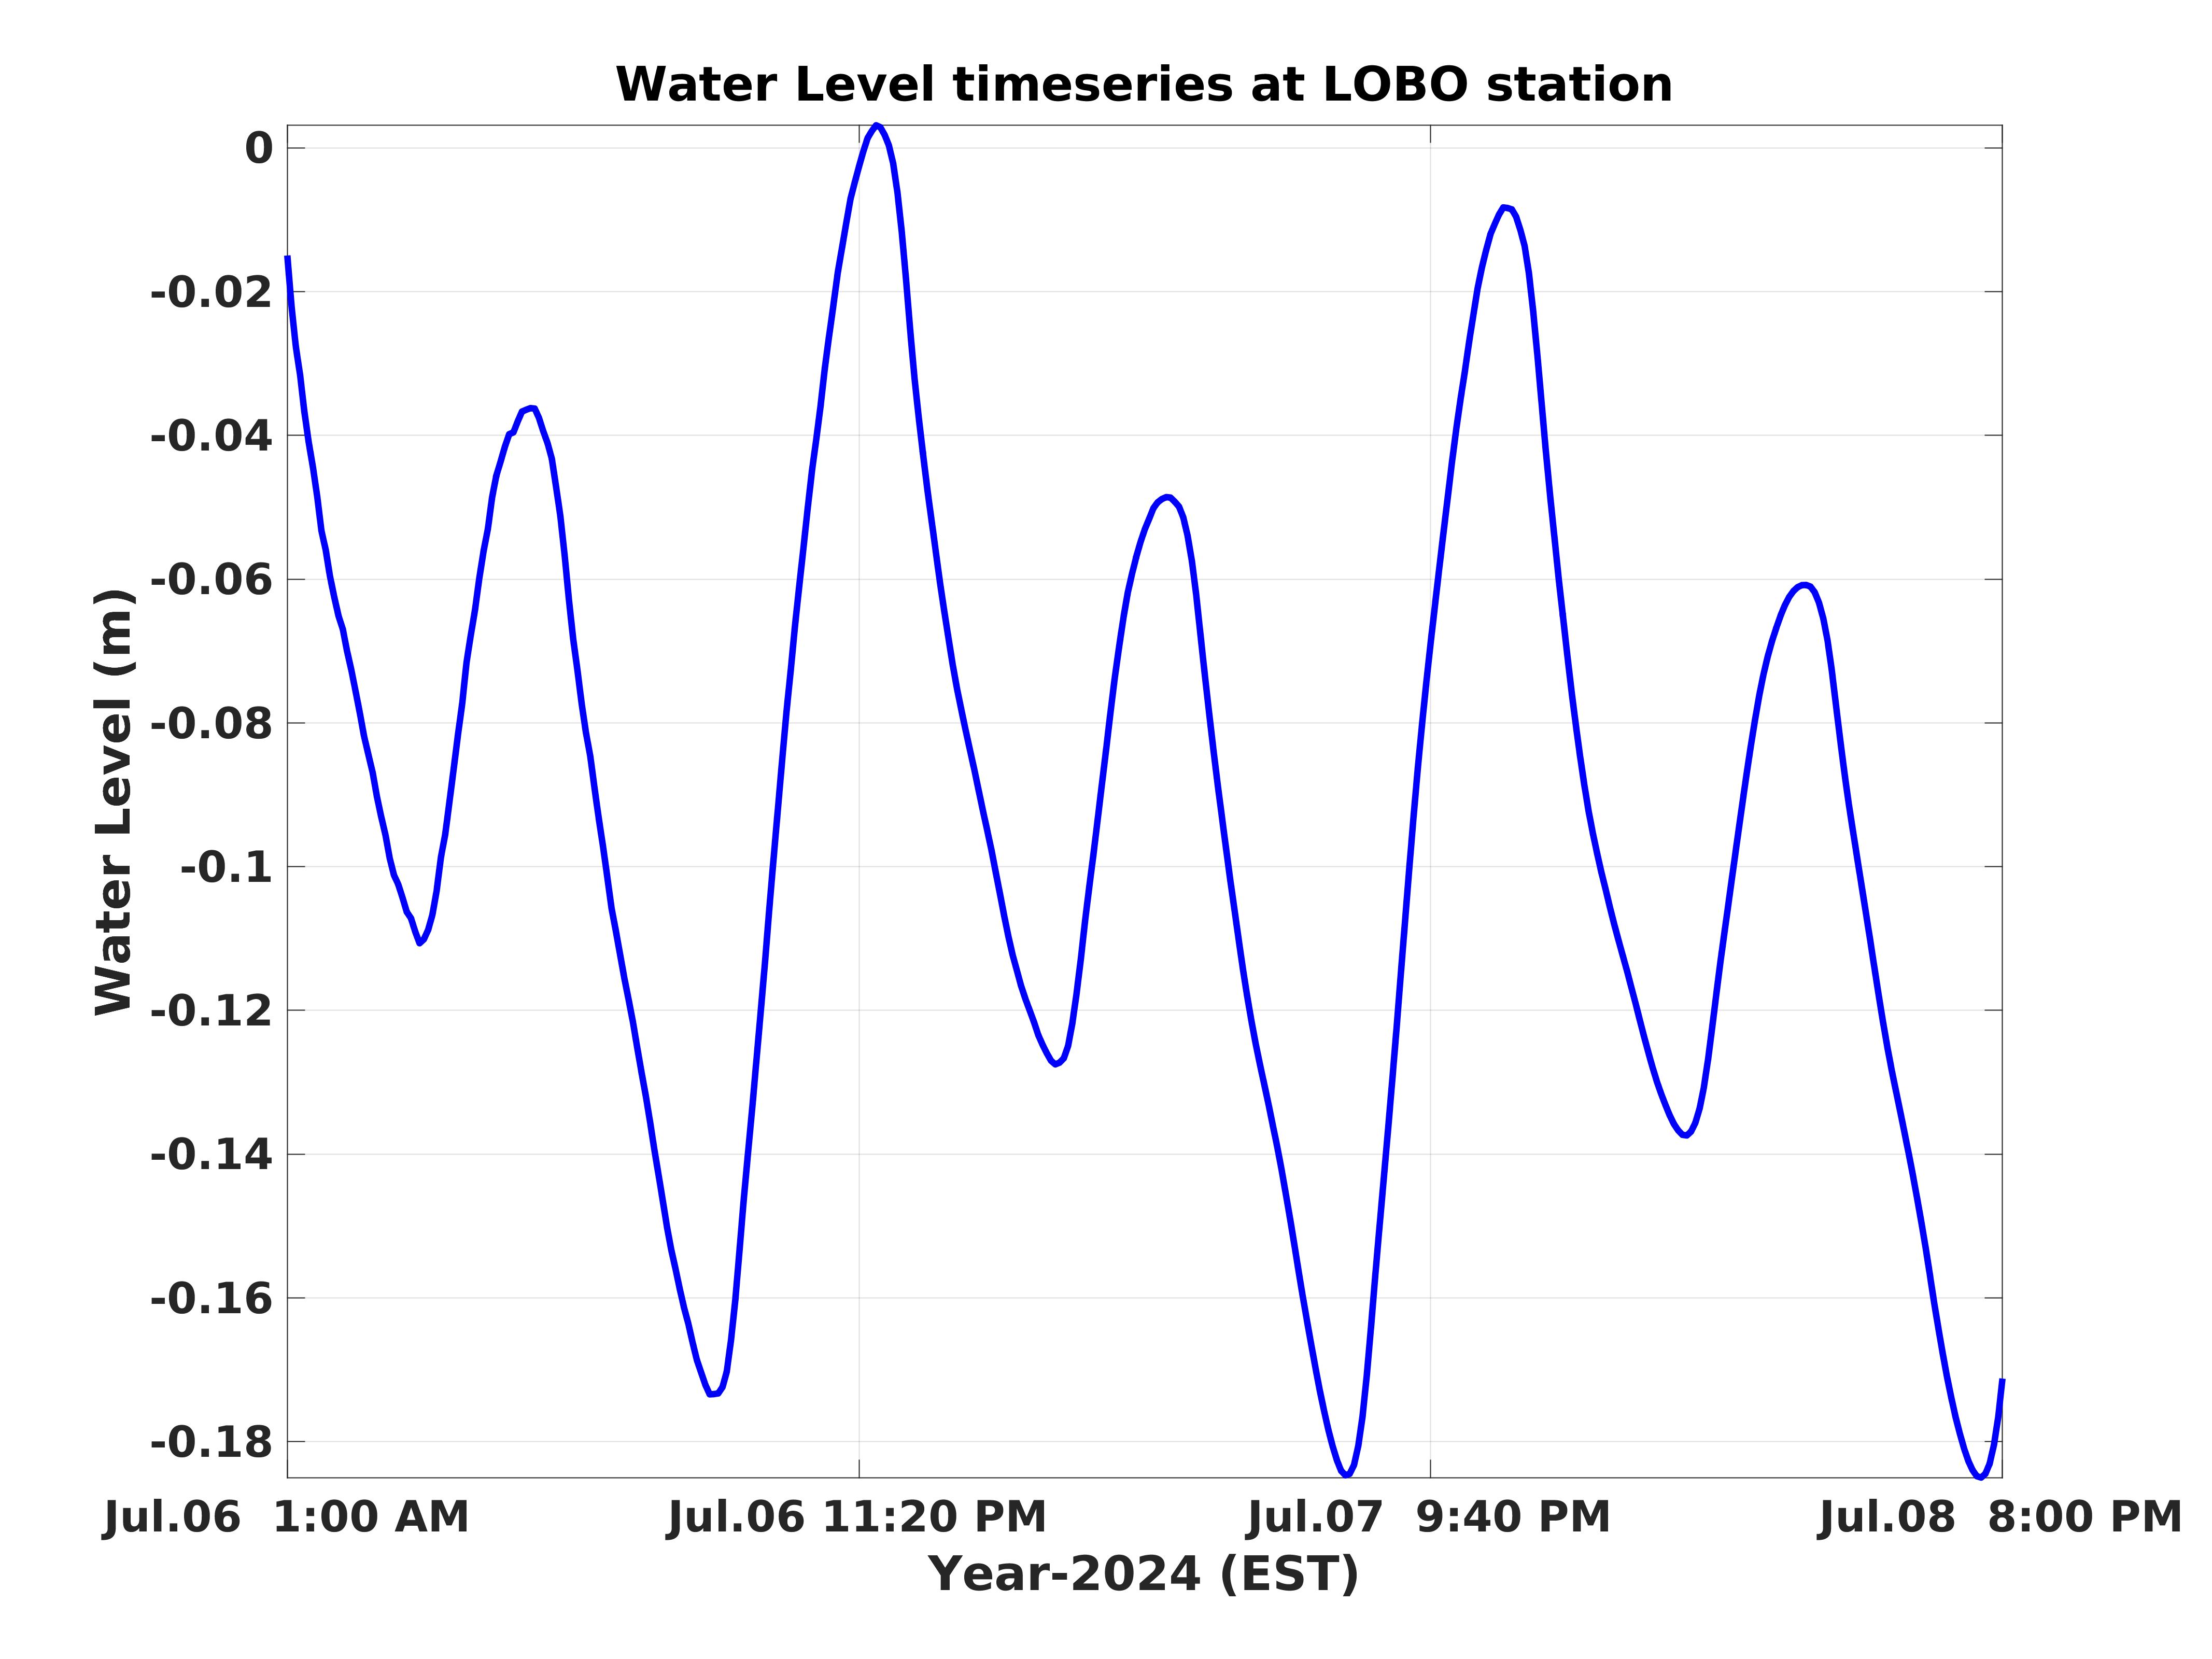 Water Level timeseries at LOBO station
0
-0.02
-0.04
-0.06
-0.08
-0.1
-0.12
-0.14
-0.16
-0.18
Water Level (m)
Jul.06  1:00 AM
Jul.06 11:20 PM
Jul.07  9:40 PM
Jul.08  8:00 PM
Year-2024 (EST)